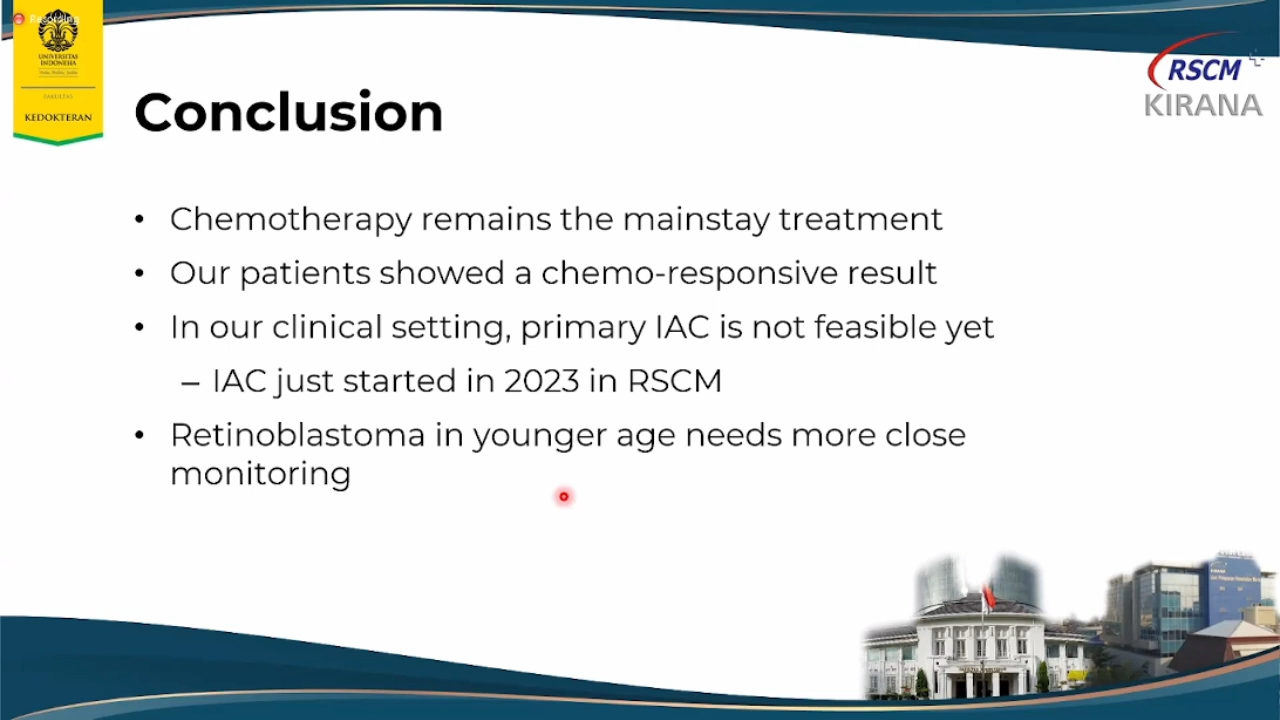 Recording
UNIVERSITAS
INDONESIA
FAKULTAS
KEDOKTERAN
RSCM
KIRANA
Conclusion
• Chemotherapy remains the mainstay treatment
• Our patients showed a chemo-responsive result
• In our clinical setting, primary IAC is not feasible yet
– IAC just started in 2023 in RSCM
• Retinoblastoma in younger age needs more close
monitoring